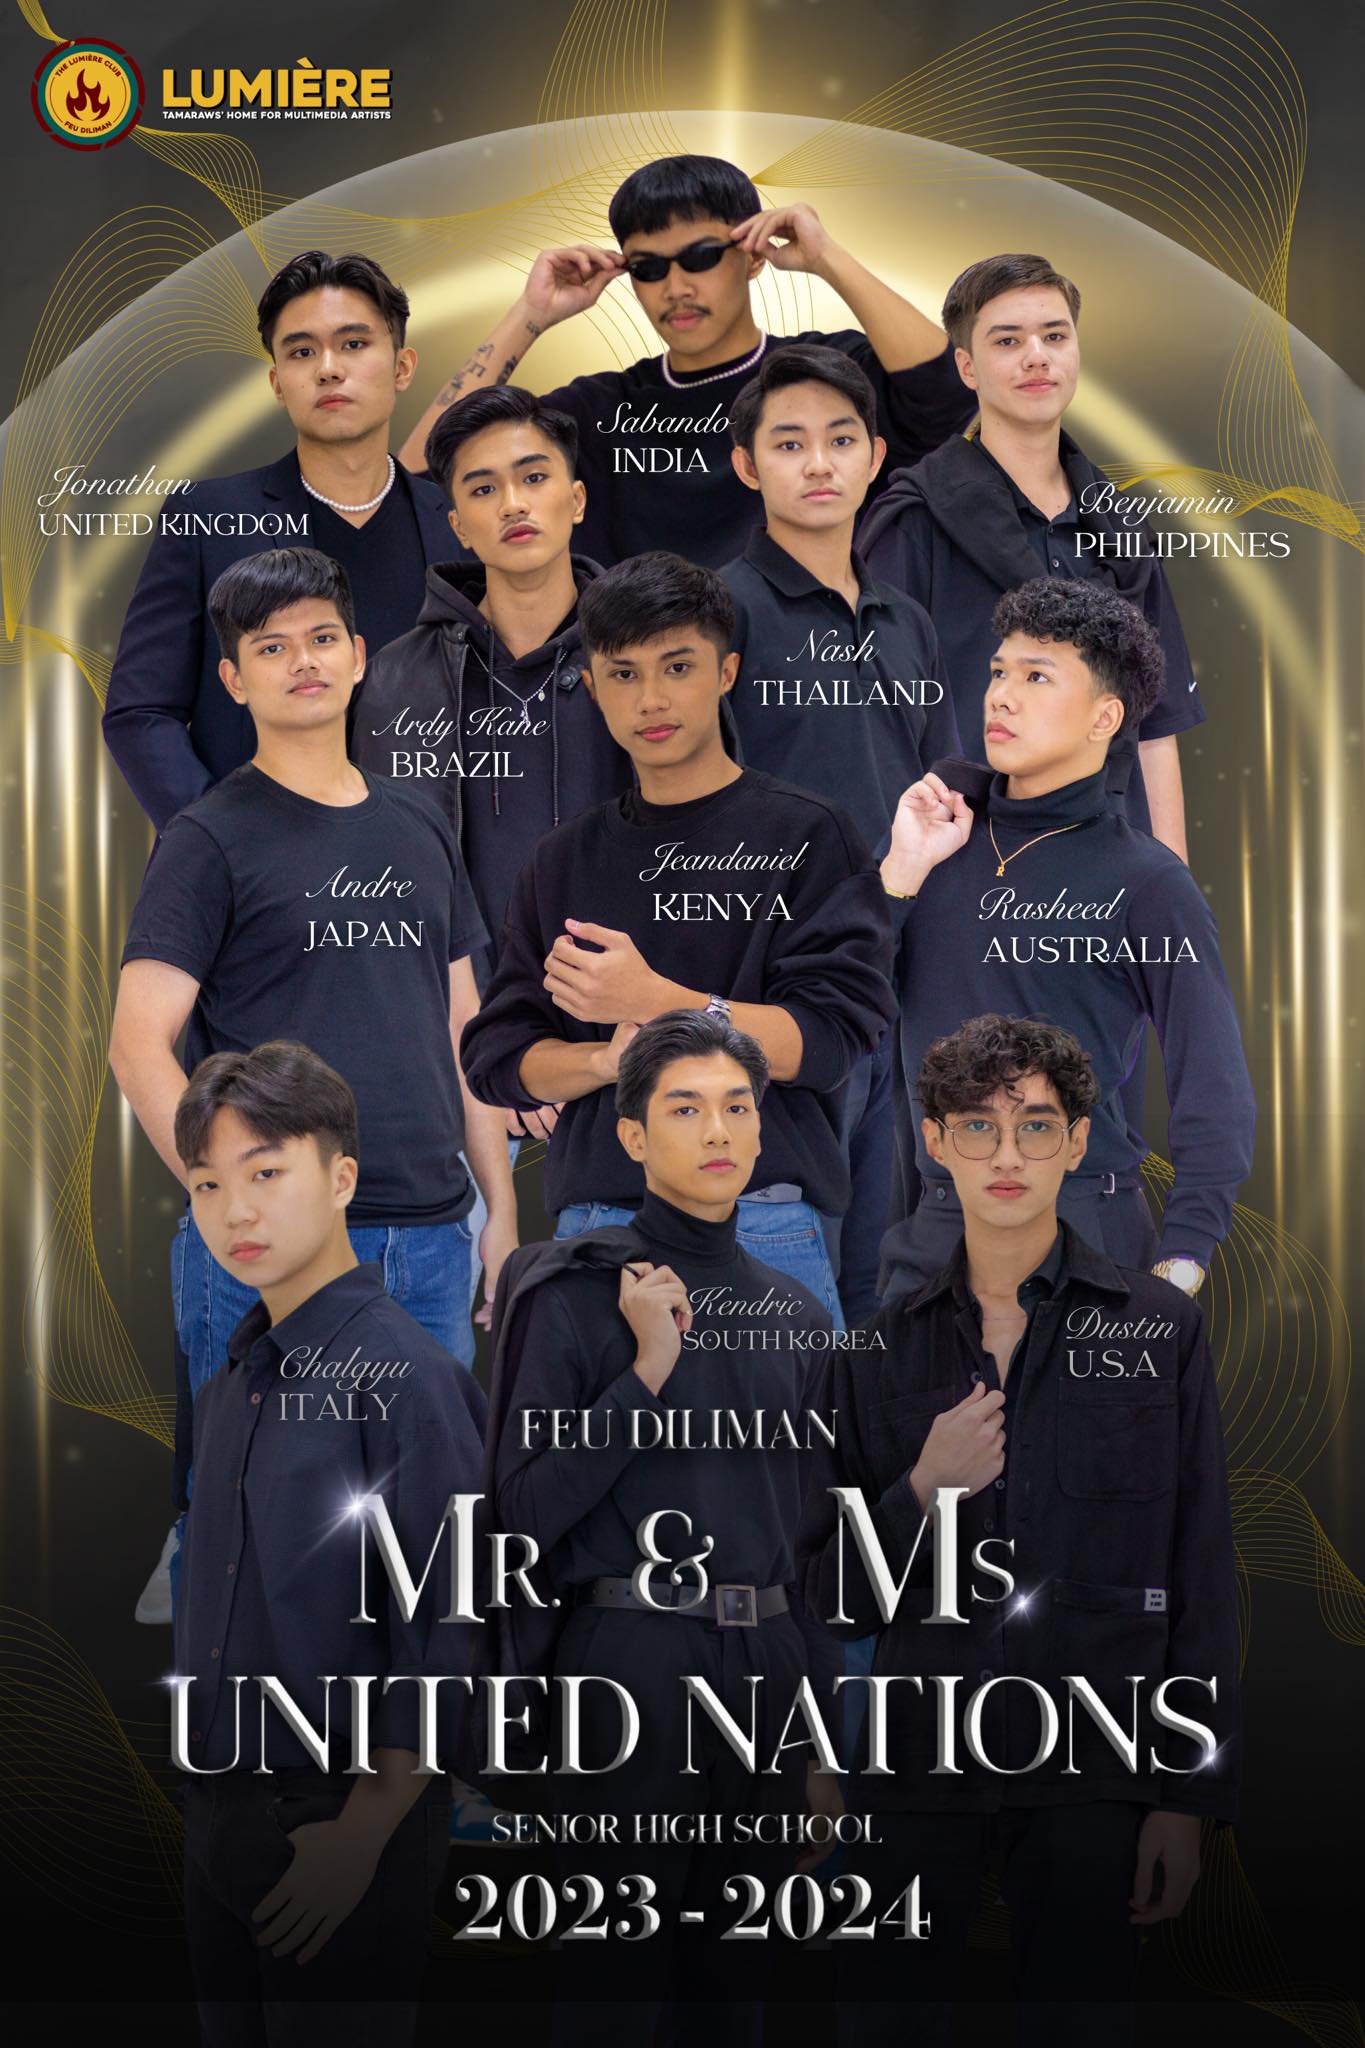 THE LUMIÈRE CLUB
FEU DILIMAN
LUMIÈRE
TAMARAWS' HOME FOR MULTIMEDIA ARTISTS
Sabando
INDIA
Jonathan
UNITED KINGDOM
Benjamin
PHILIPPINES
Nash
THAILAND
Ardy Kane
BRAZIL
Jeandaniel
KENYA
Andre
JAPAN
Rasheed
AUSTRALIA
Kendric
SOUTH KOREA
Dustin
U.S.A
Chalgyu
ITALY
FEU DILIMAN
MR. & MS
UNITED NATIONS
SENIOR HIGH SCHOOL
2023 - 2024